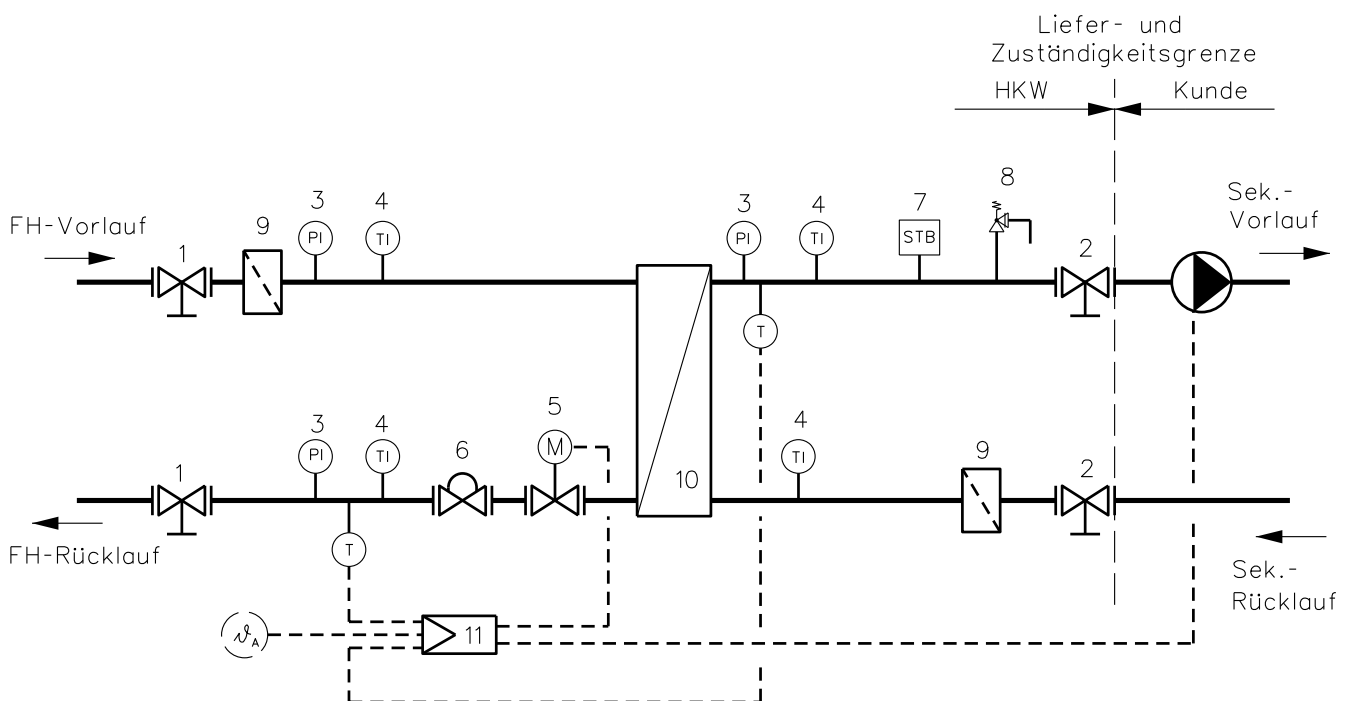 Liefer- und
Zuständigkeitsgrenze
HKW Kunde
FH-Vorlauf
1
9
3
PI
4
TI
3
PI
4
TI
7
STB
8
2
Sek.-
Vorlauf
T
1
3
PI
4
TI
6
5
M
10
4
TI
9
2
FH-Rücklauf
T
Sek.-
Rücklauf
ϑA
11